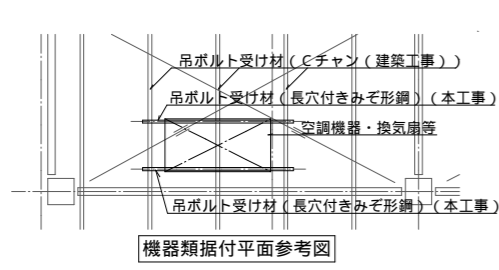 吊ボルト受け材（Cチャン（建築工事））
吊ボルト受け材（長穴付きみぞ形鋼）（本工事）
空調機器・換気扇等
吊ボルト受け材（長穴付きみぞ形鋼）（本工事）
機器類据付平面参考図